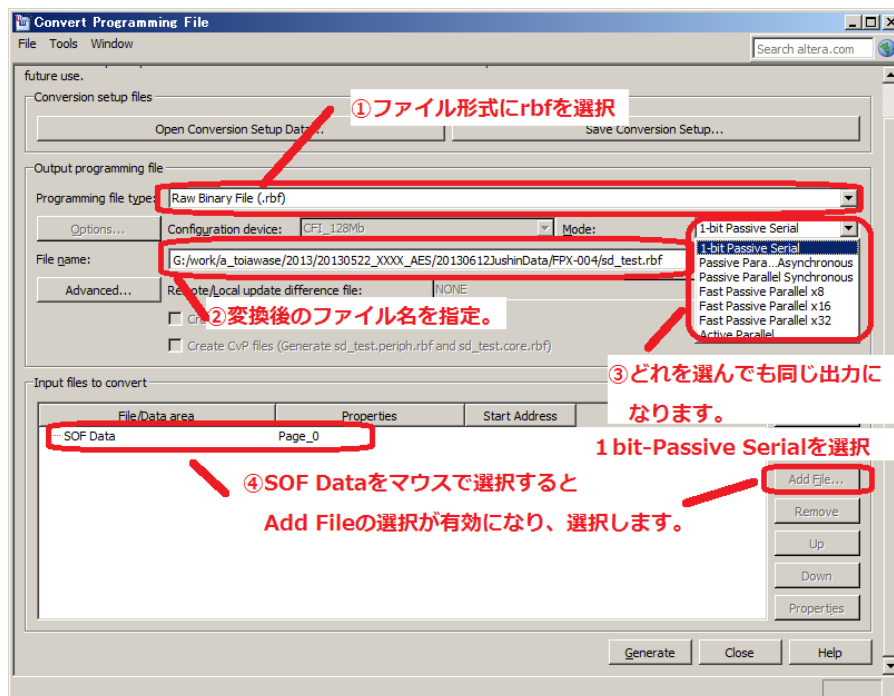 Convert Programming File
File Tools Window
Search altera.com
future use.
Conversion setup files
①ファイル形式にrbfを選択
Open Conversion Setup Data...
Save Conversion Setup...
Output programming file
Programming file type:
Raw Binary File (.rbf)
Options...
Configuration device:
CFI_128Mb
Mode:
1-bit Passive Serial
1-bit Passive Serial
Passive Para...Asynchronous
Passive Parallel Synchronous
Fast Passive Parallel x8
Fast Passive Parallel x16
Fast Passive Parallel x32
Active Parallel
File name:
G:/work/a_toiawase/2013/20130522_XXXX_AES/20130612JushinData/FPX-004/sd_test.rbf
Advanced...
Remote/Local update difference file:
NONE
②変換後のファイル名を指定。
Create CvP files (Generate sd_test.periph.rbf and sd_test.core.rbf)
③どれを選んでも同じ出力に
なります。
1bit-Passive Serialを選択
Input files to convert
File/Data area
Properties
Start Address
SOF Data
Page_0
④SOF Dataをマウスで選択すると
Add Fileの選択が有効になり、選択します。
Add File...
Remove
Up
Down
Properties
Generate
Close
Help